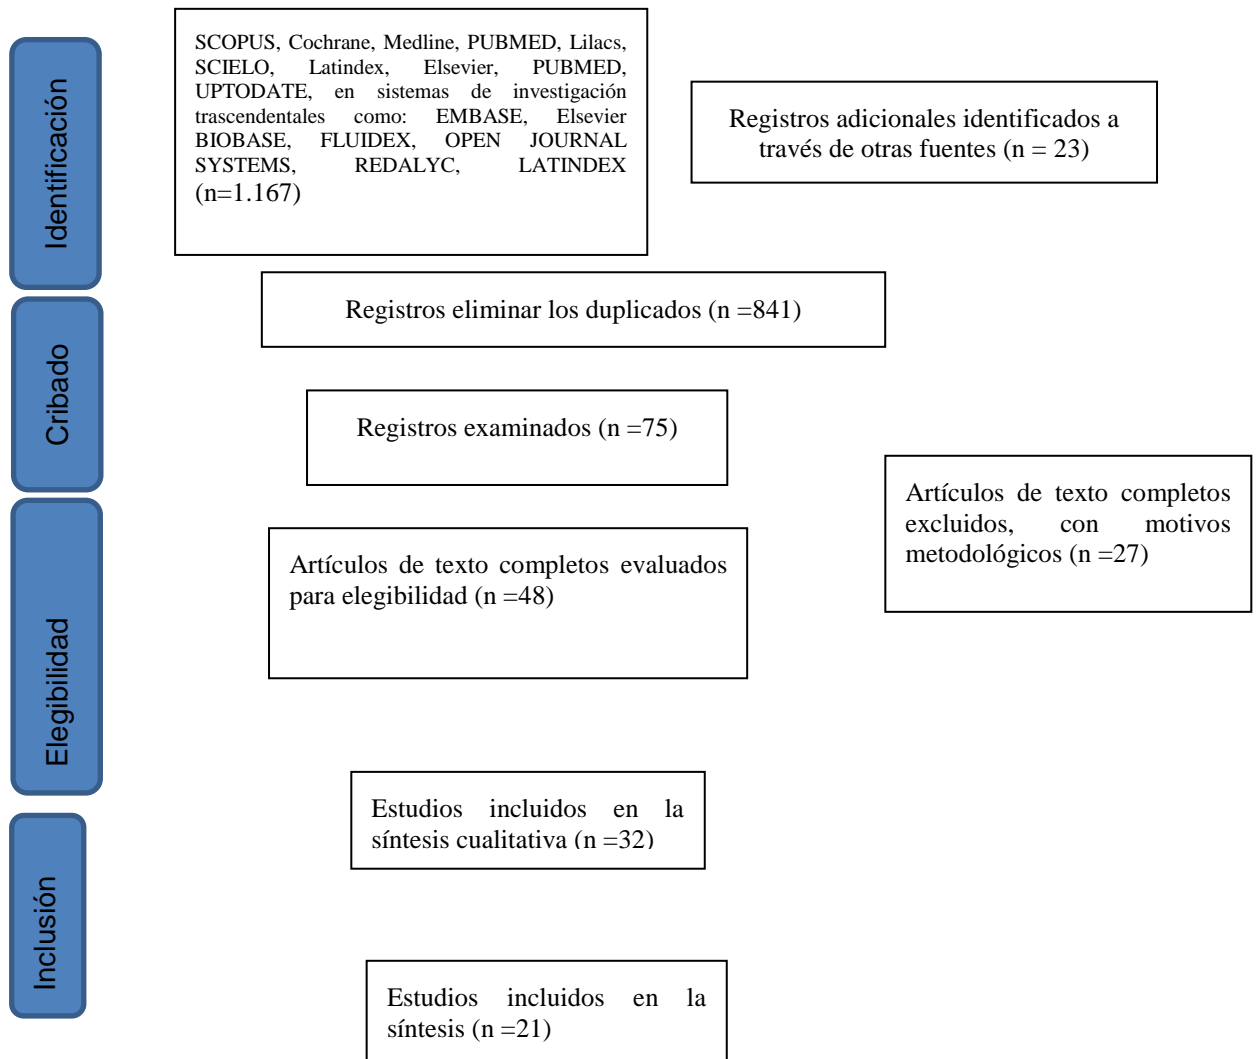 Identificación
SCOPUS, Cochrane, Medline, PUBMED, Lilacs,
SCIELO, Latindex, Elsevier, PUBMED,
UPTODATE, en sistemas de investigación
trascendentales como: EMBASE, Elsevier
BIOBASE, FLUIDEX, OPEN JOURNAL
SYSTEMS, REDALYC, LATINDEX
(n=1.167)
Registros adicionales identificados a
través de otras fuentes (n = 23)
Registros eliminar los duplicados (n =841)
Cribado
Registros examinados (n =75)
Artículos de texto completos
excluidos, con motivos
metodológicos (n =27)
Elegibilidad
Artículos de texto completos evaluados
para elegibilidad (n =48)
Estudios incluidos en la
síntesis cualitativa (n =32)
Inclusión
Estudios incluidos en la
síntesis (n =21)